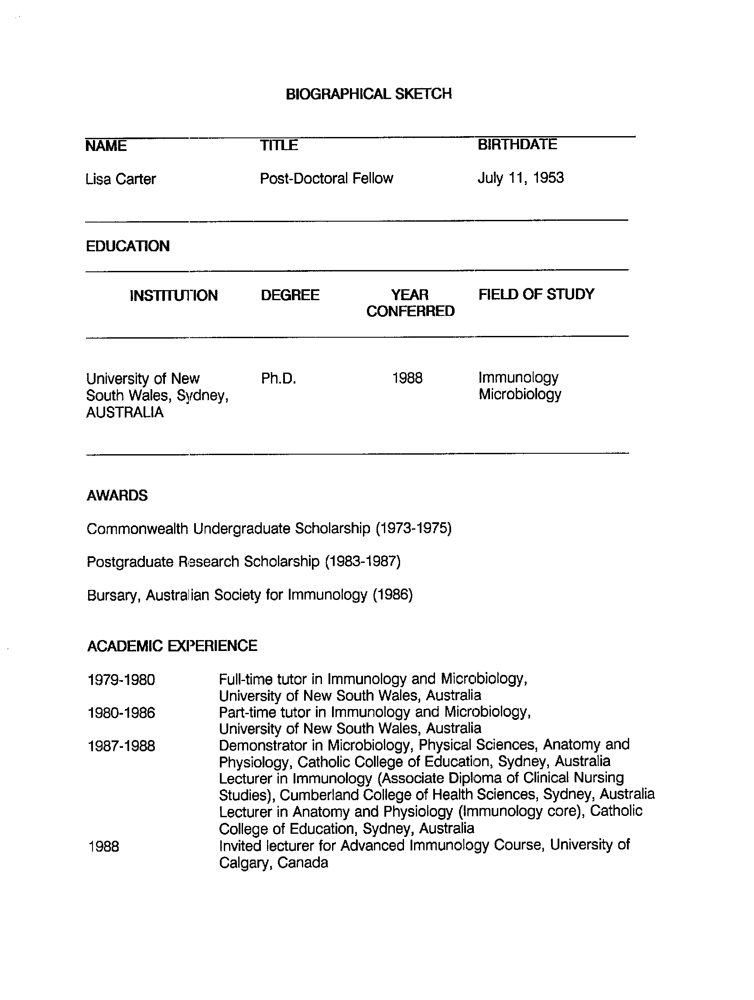 BIOGRAPHICAL SKETCH
NAME TITLE BIRTHDATE
Lisa Carter Post-Doctoral Fellow July 11, 1953
EDUCATION
INSTITUTION DEGREE YEAR CONFERRED FIELD OF STUDY
University of New Ph.D. 1988 Immunology
South Wales, Sydney, Microbiology
AUSTRALIA
AWARDS
Commonwealth Undergraduate Scholarship (1973-1975)
Postgraduate Research Scholarship (1983-1987)
Bursary, Australian Society for Immunology (1986)
ACADEMIC EXPERIENCE
1979-1980 Full-time tutor in Immunology and Microbiology,
University of New South Wales, Australia
1980-1986 Part-time tutor in Immunology and Microbiology,
University of New South Wales, Australia
1987-1988 Demonstrator in Microbiology, Physical Sciences, Anatomy and
Physiology, Catholic College of Education, Sydney, Australia
Lecturer in Immunology (Associate Diploma of Clinical Nursing
Studies), Cumberland College of Health Sciences, Sydney, Australia
Lecturer in Anatomy and Physiology (Immunology core), Catholic
College of Education, Sydney, Australia
1988 Invited lecturer for Advanced Immunology Course, University of
Calgary, Canada